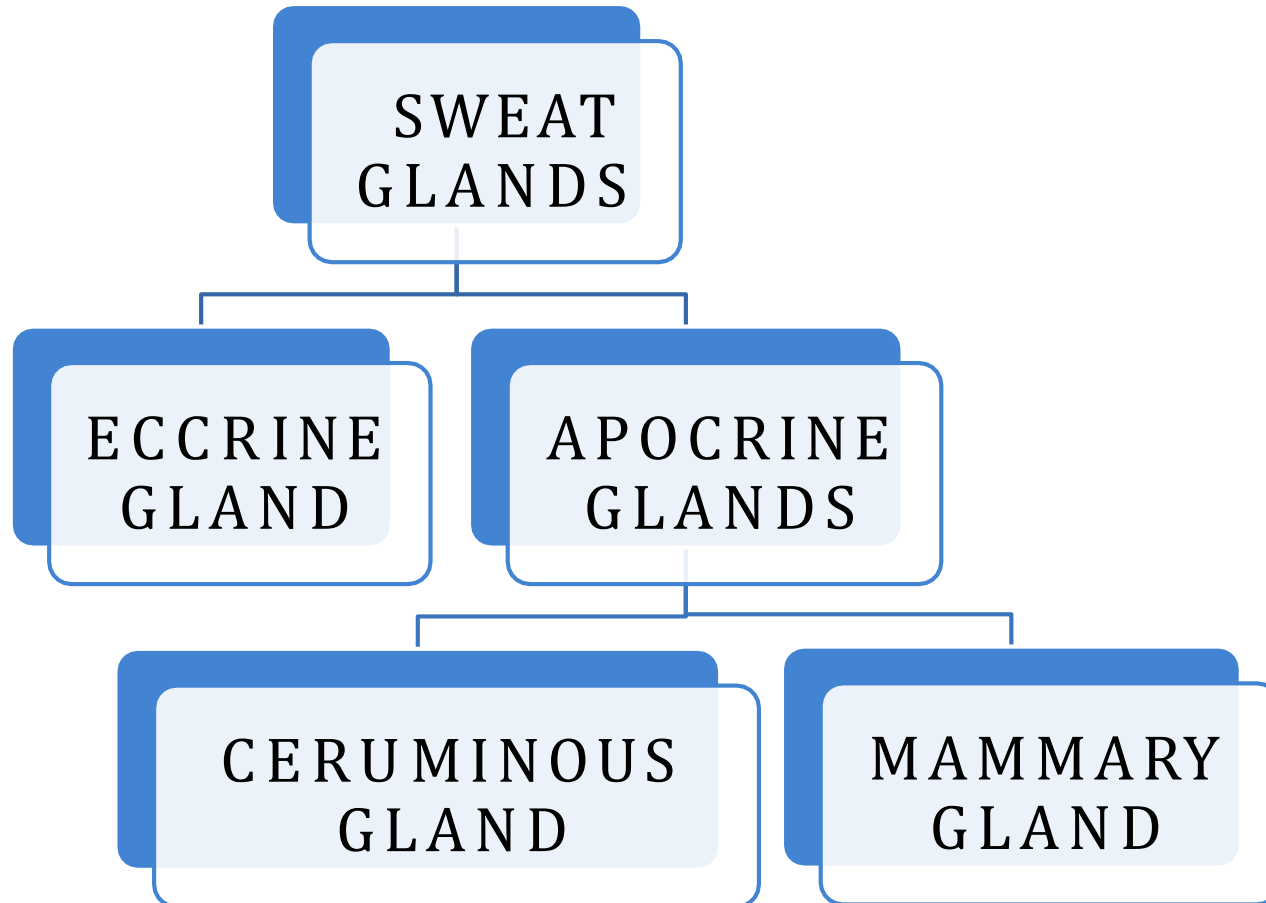 SWEAT
GLANDS
ECCRINE
GLAND
APOCRINE
GLANDS
CERUMINOUS
GLAND
MAMMARY
GLAND